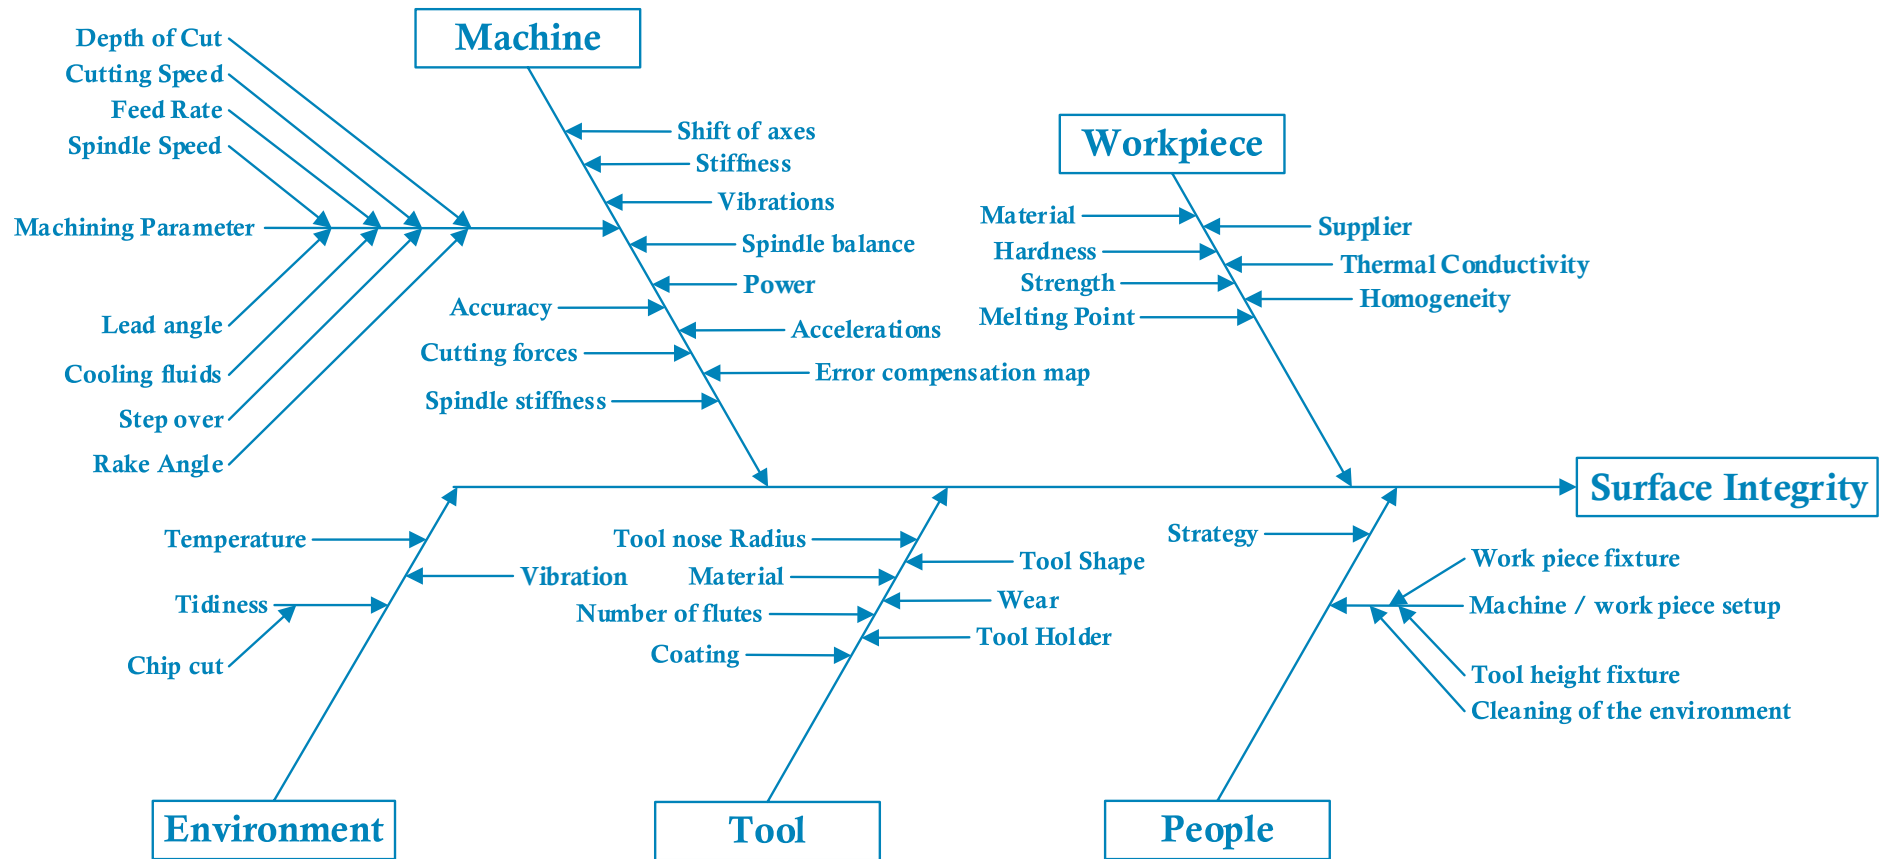 Machine
Depth of Cut
Cutting Speed
Feed Rate
Spindle Speed
Machining Parameter
Lead angle
Cooling fluids
Step over
Rake Angle
Shift of axes
Stiffness
Vibrations
Spindle balance
Power
Accuracy
Accelerations
Cutting forces
Error compensation map
Spindle stiffness
Workpiece
Material
Supplier
Hardness
Thermal Conductivity
Strength
Homogeneity
Melting Point
Surface Integrity
Temperature
Vibration
Tidiness
Chip cut
Environment
Tool nose Radius
Tool Shape
Material
Wear
Number of flutes
Tool Holder
Coating
Tool
Strategy
Work piece fixture
Machine / work piece setup
Tool height fixture
Cleaning of the environment
People